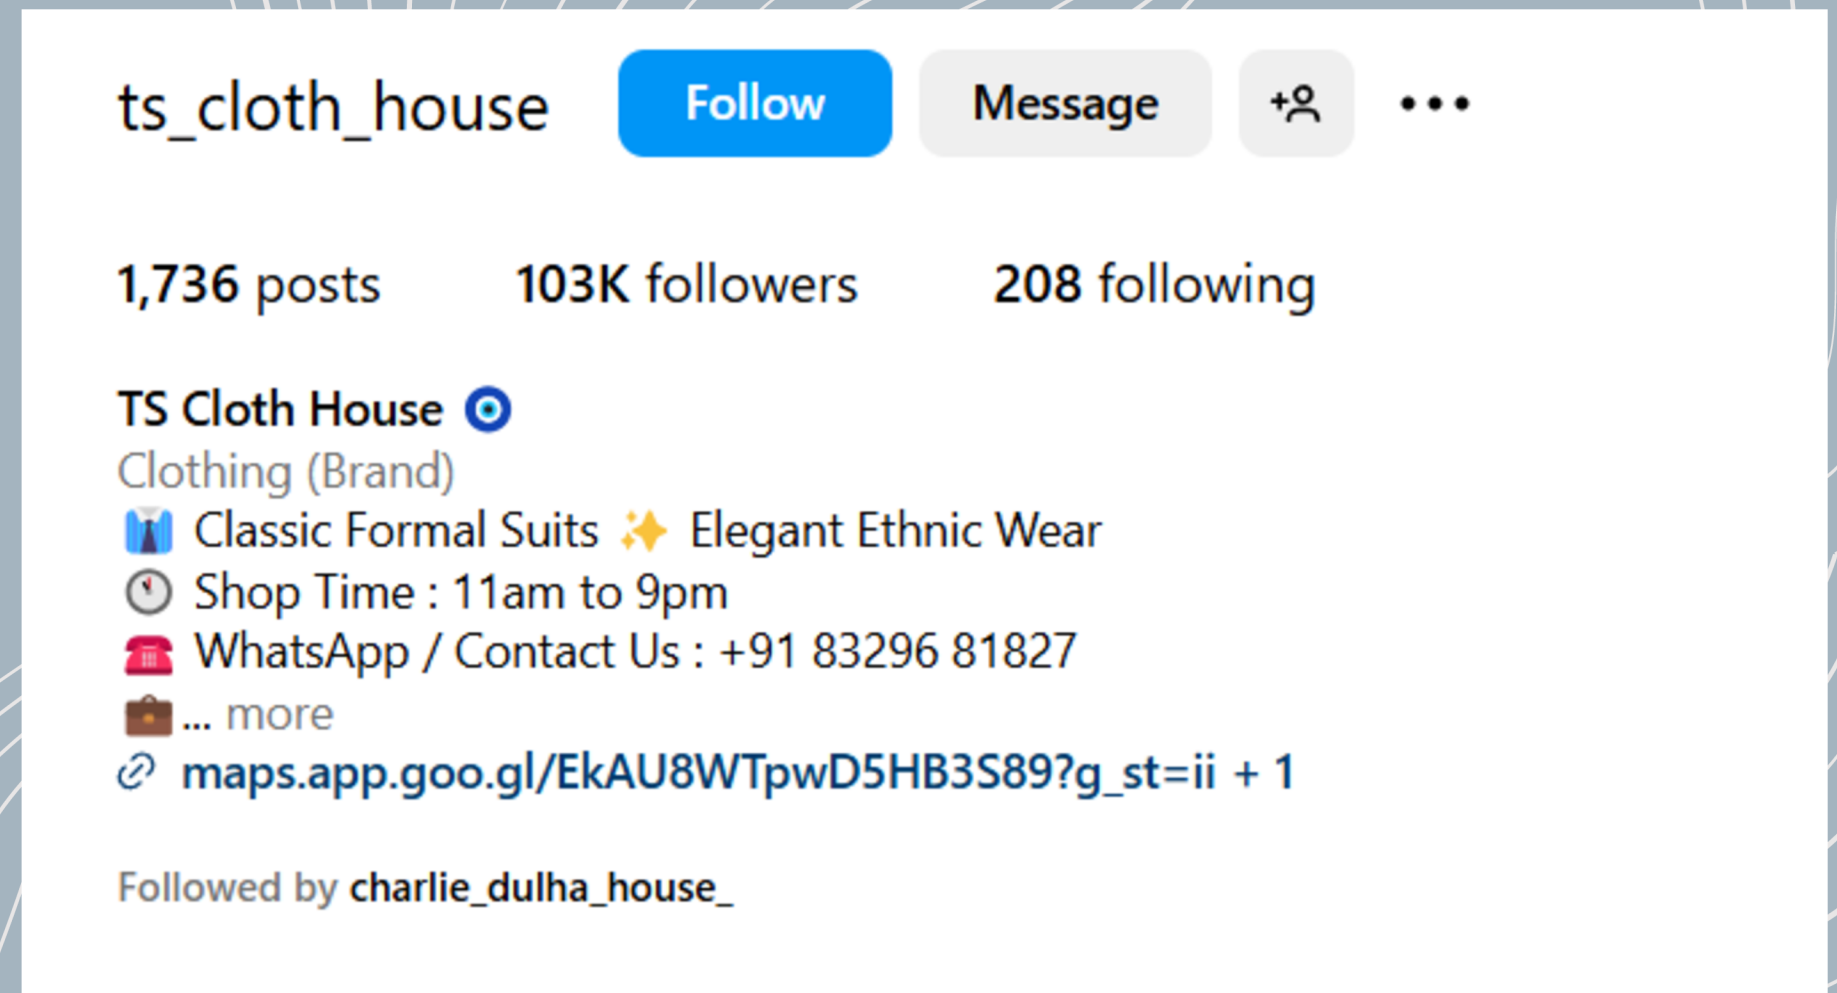 ts_cloth_house Follow Message
1,736 posts 103K followers 208 following
TS Cloth House 🧿
Clothing (Brand)
👔 Classic Formal Suits ✨ Elegant Ethnic Wear
🕚 Shop Time : 11am to 9pm
☎️ WhatsApp / Contact Us : +91 83296 81827
💼... more
maps.app.goo.gl/EkAU8WTpwD5HB3S89?g_st=ii + 1
Followed by charlie_dulha_house_